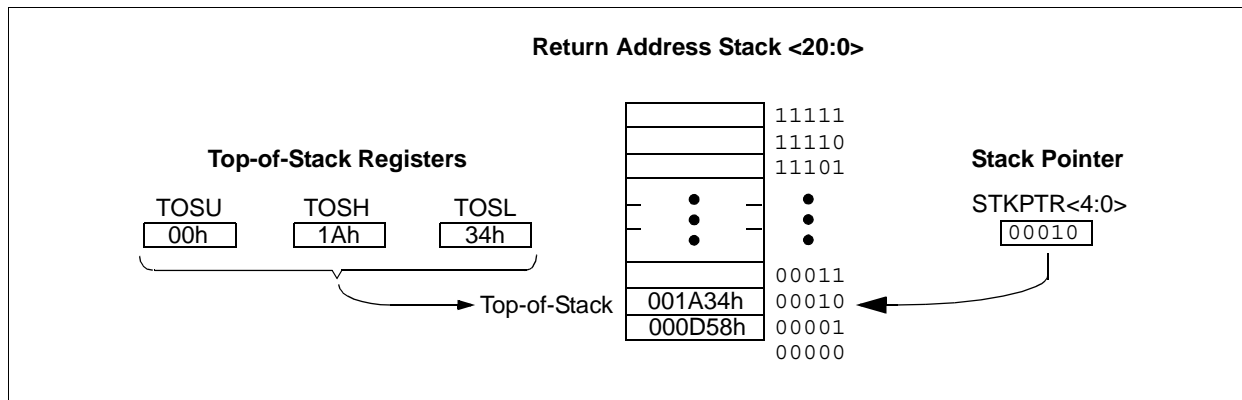 Return Address Stack <20:0>
11111
11110
11101
Top-of-Stack Registers
Stack Pointer
TOSU TOSH TOSL
STKPTR<4:0>
00h 1Ah 34h
00010
00011
Top-of-Stack 001A34h 00010
000D58h 00001
00000